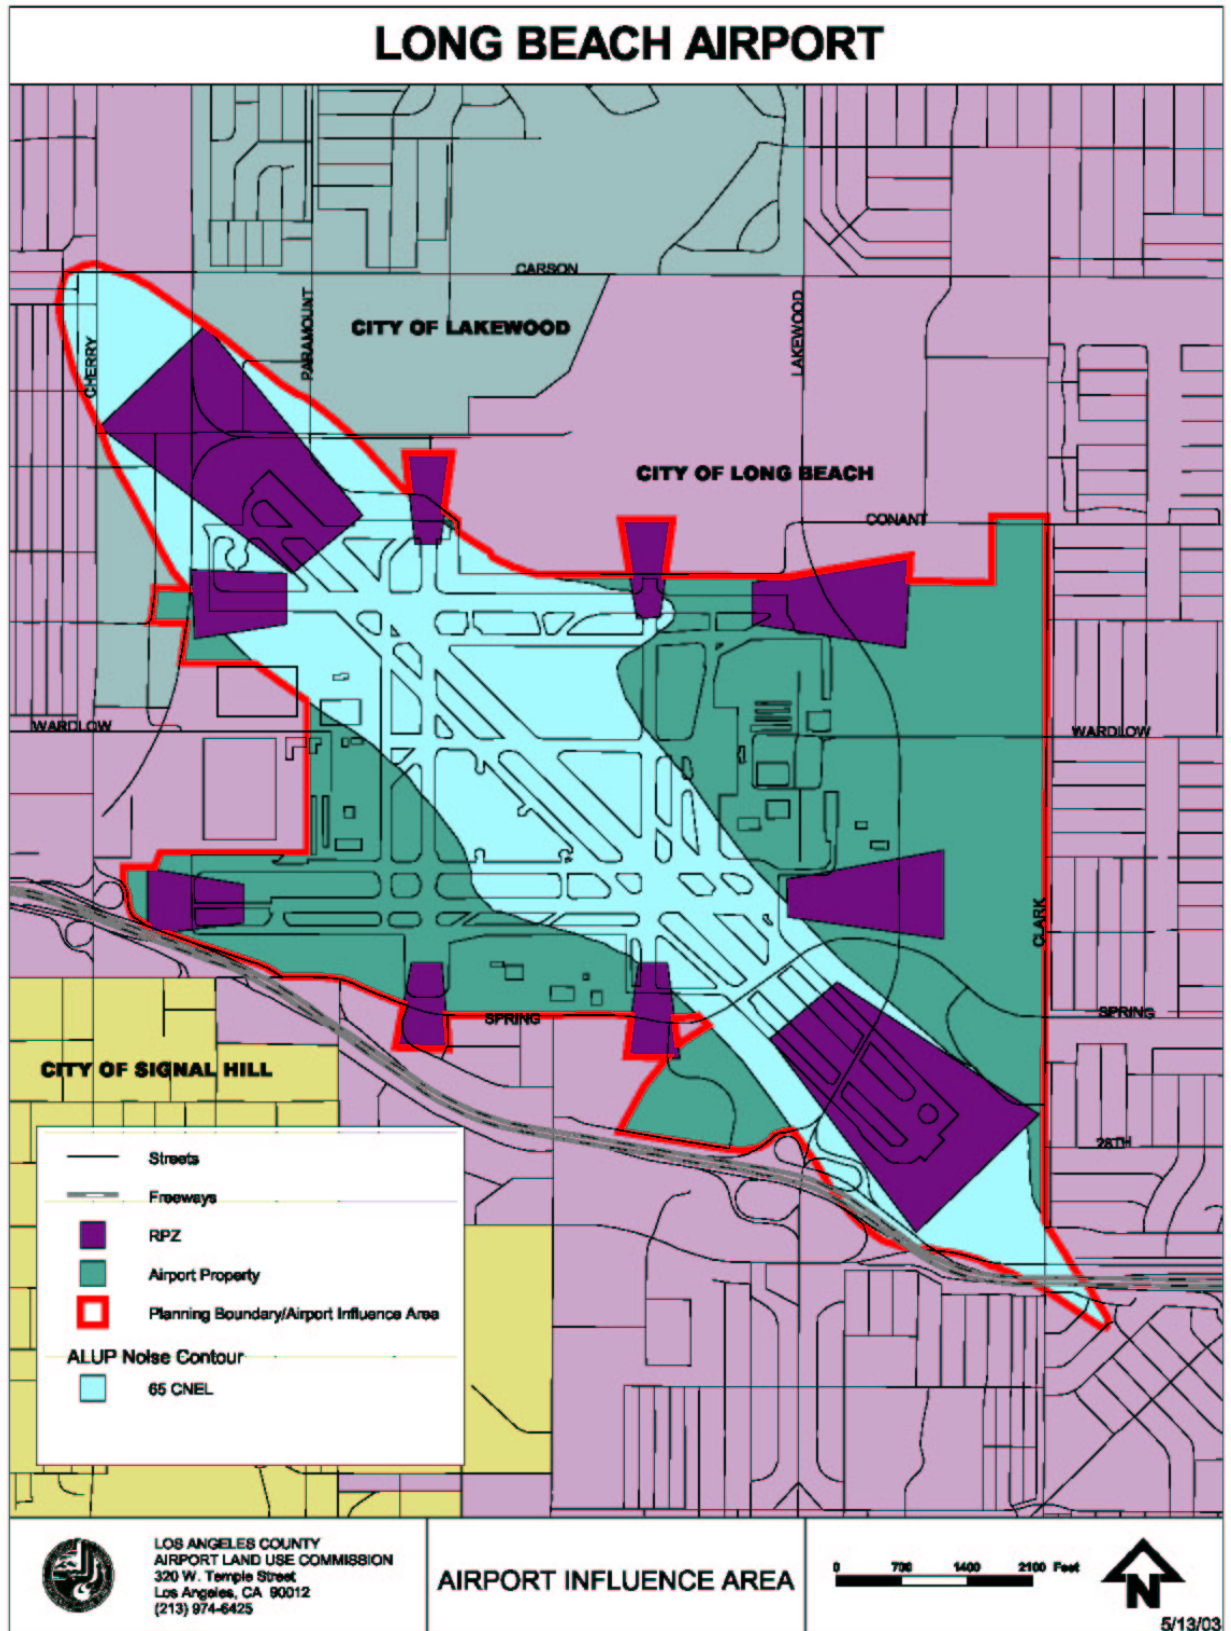 LONG BEACH AIRPORT
CARSON
CITY OF LAKEWOOD
PARAMOUNT
LAKEWOOD
CHERRY
CITY OF LONG BEACH
CONANT
WARDLOW
WARDLOW
CLARK
SPRING
SPRING
CITY OF SIGNAL HILL
28TH
Streets
Freeways
RPZ
Airport Property
Planning Boundary/Airport Influence Area
ALUP Noise Contour
65 CNEL
LOS ANGELES COUNTY
AIRPORT LAND USE COMMISSION
320 W. Temple Street
Los Angeles, CA 90012
(213) 974-6425
AIRPORT INFLUENCE AREA
0 700 1400 2100 Feet
N
5/13/03